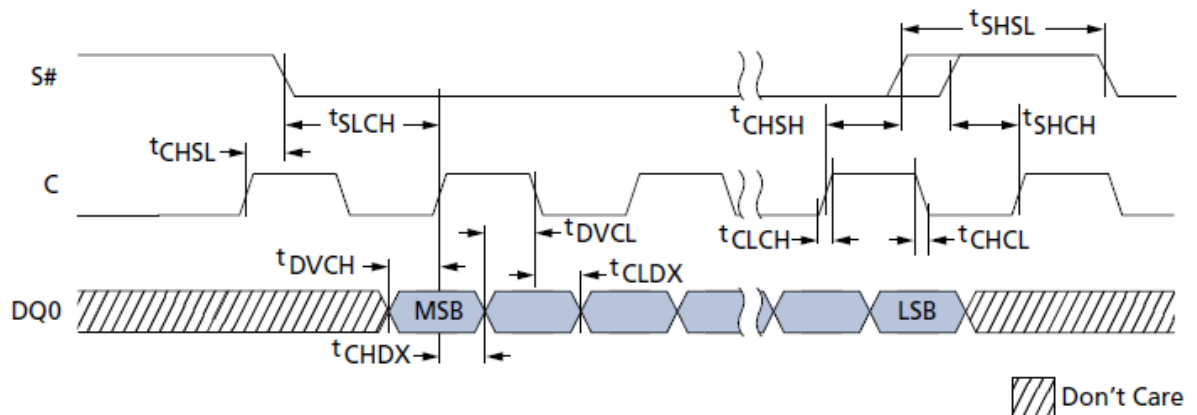 tSHSL
S#
tSLCH
tCHSH
tSHCH
tCHSL
C
tDVCL
tCLCH
tCHCL
tDVCH
tCLDX
DQ0
MSB
LSB
tCHDX
Don't Care